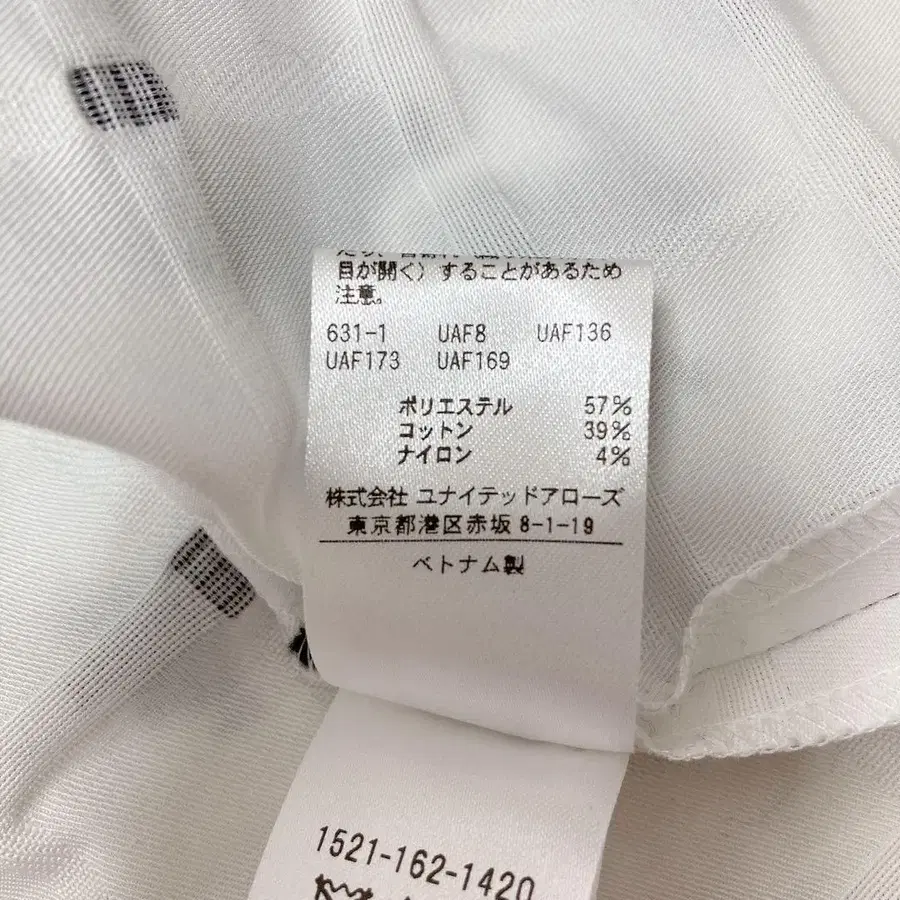 目が開く）することがあるため
注意。
631-1 UAF8 UAF136
UAF173 UAF169
ポリエステル 57%
コットン 39%
ナイロン 4%
株式会社 ユナイテッドアローズ
東京都港区赤坂 8-1-19
ベトナム製
1521-162-1420